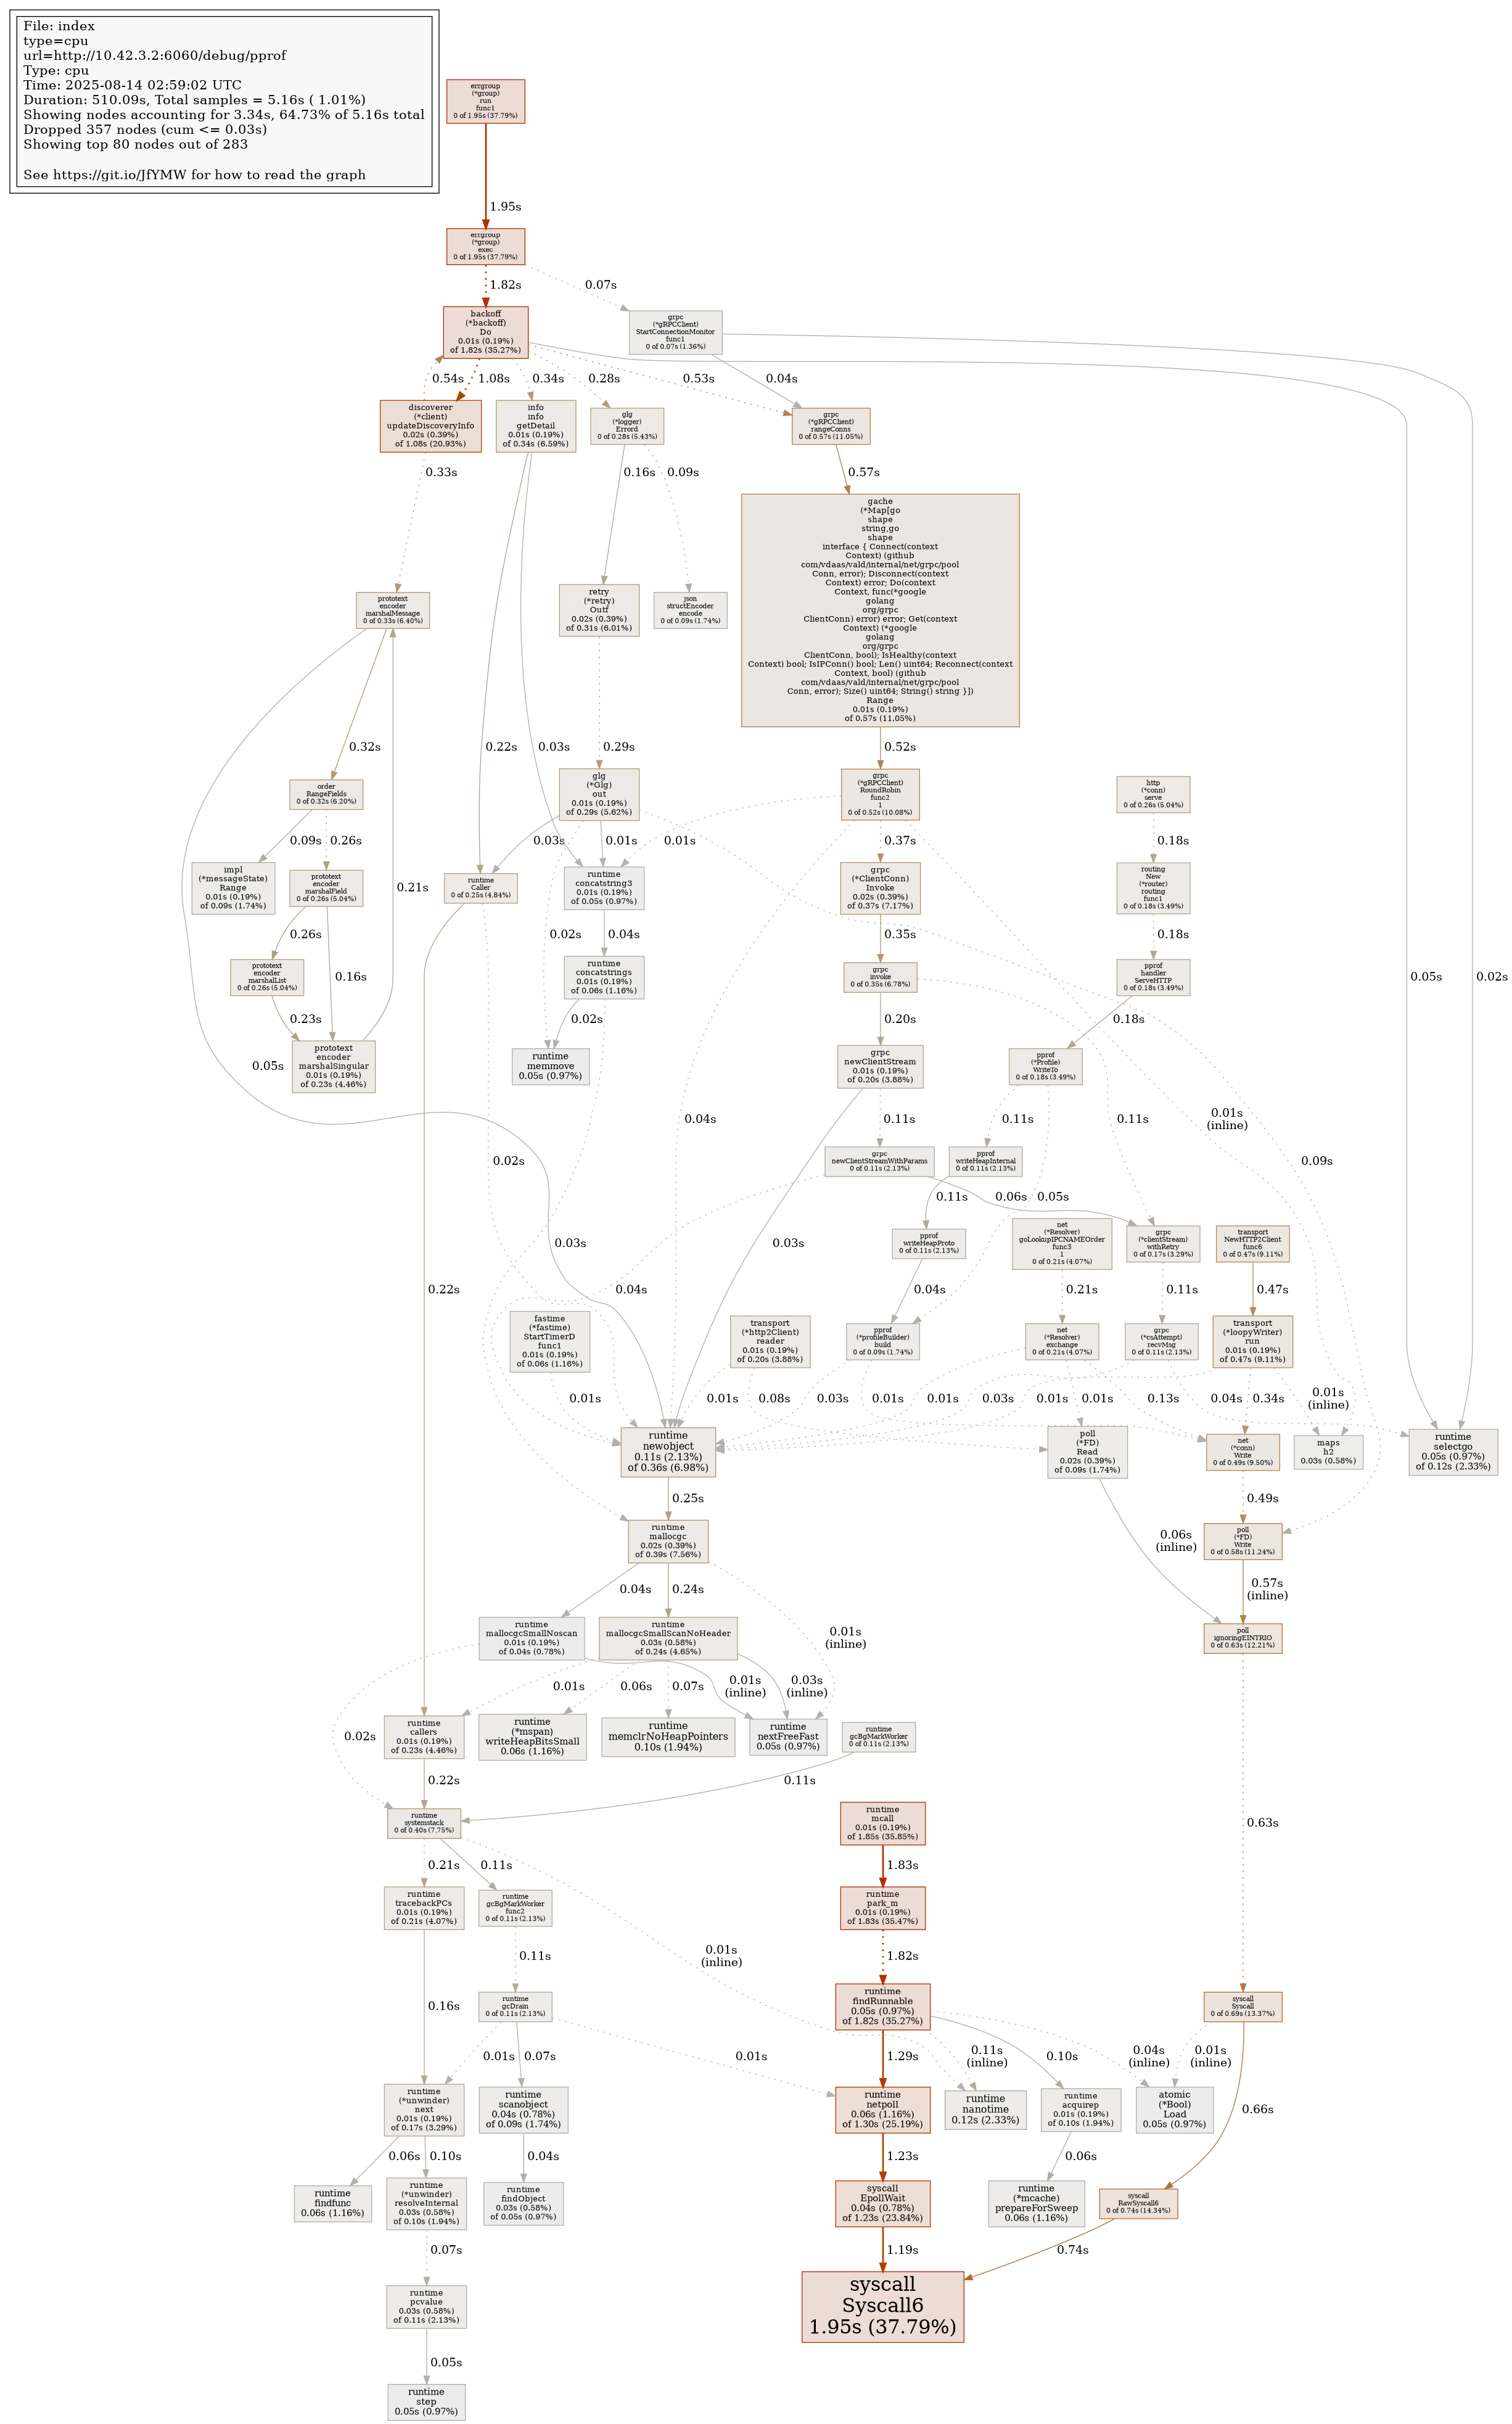 File: index
type=cpu
url=http://10.42.3.2:6060/debug/pprof
Type: cpu
Time: 2025-08-14 02:59:02 UTC
Duration: 510.09s, Total samples = 5.16s ( 1.01%)
Showing nodes accounting for 3.34s, 64.73% of 5.16s total
Dropped 357 nodes (cum <= 0.03s)
Showing top 80 nodes out of 283
See https://git.io/JfYMW for how to read the graph
errgroup
(*group)
run
func1
0 of 1.95s (37.79%)
1.95s
errgroup
(*group)
exec
0 of 1.95s (37.79%)
1.82s
0.07s
backoff
(*backoff)
Do
0.01s (0.19%)
of 1.82s (35.27%)
grpc
(*gRPCClient)
StartConnectionMonitor
func1
0 of 0.07s (1.36%)
0.54s
1.08s
0.34s
0.28s
0.53s
0.04s
discoverer
(*client)
updateDiscoveryInfo
0.02s (0.39%)
of 1.08s (20.93%)
info
info
getDetail
0.01s (0.19%)
of 0.34s (6.59%)
glg
(*logger)
Errord
0 of 0.28s (5.43%)
grpc
(*gRPCClient)
rangeConns
0 of 0.57s (11.05%)
0.33s
0.16s
0.09s
0.57s
gache
(*Map[go
shape
string,go
shape
interface { Connect(context
Context) (github
com/vdaas/vald/internal/net/grpc/pool
Conn, error); Disconnect(context
Context) error; Do(context
Context, func(*google
golang
org/grpc
ClientConn) error) error; Get(context
Context) (*google
golang
org/grpc
ClientConn, bool); IsHealthy(context
Context) bool; IsIPConn() bool; Len() uint64; Reconnect(context
Context, bool) (github
com/vdaas/vald/internal/net/grpc/pool
Conn, error); Size() uint64; String() string }])
Range
0.01s (0.19%)
of 0.57s (11.05%)
prototext
encoder
marshalMessage
0 of 0.33s (6.40%)
retry
(*retry)
Outf
0.02s (0.39%)
of 0.31s (6.01%)
json
structEncoder
encode
0 of 0.09s (1.74%)
0.32s
0.22s
0.03s
0.29s
0.52s
order
RangeFields
0 of 0.32s (6.20%)
glg
(*Glg)
out
0.01s (0.19%)
of 0.29s (5.62%)
grpc
(*gRPCClient)
RoundRobin
func2
1
0 of 0.52s (10.08%)
http
(*conn)
serve
0 of 0.26s (5.04%)
0.09s
0.26s
0.03s
0.01s
0.01s
0.37s
0.18s
impl
(*messageState)
Range
0.01s (0.19%)
of 0.09s (1.74%)
prototext
encoder
marshalField
0 of 0.26s (5.04%)
0.21s
runtime
Caller
0 of 0.25s (4.84%)
runtime
concatstring3
0.01s (0.19%)
of 0.05s (0.97%)
grpc
(*ClientConn)
Invoke
0.02s (0.39%)
of 0.37s (7.17%)
routing
New
(*router)
routing
func1
0 of 0.18s (3.49%)
0.26s
0.16s
0.02s
0.04s
0.35s
0.18s
prototext
encoder
marshalList
0 of 0.26s (5.04%)
runtime
concatstrings
0.01s (0.19%)
of 0.06s (1.16%)
grpc
invoke
0 of 0.35s (6.78%)
pprof
handler
ServeHTTP
0 of 0.18s (3.49%)
0.05s
0.02s
0.23s
0.02s
0.20s
0.18s
prototext
encoder
marshalSingular
0.01s (0.19%)
of 0.23s (4.46%)
0.05s
runtime
memmove
0.05s (0.97%)
grpc
newClientStream
0.01s (0.19%)
of 0.20s (3.88%)
pprof
(*Profile)
WriteTo
0 of 0.18s (3.49%)
0.04s
0.11s
0.11s
0.11s
0.01s
(inline)
0.02s
0.09s
grpc
newClientStreamWithParams
0 of 0.11s (2.13%)
pprof
writeHeapInternal
0 of 0.11s (2.13%)
0.11s
0.06s
0.05s
0.03s
0.03s
pprof
writeHeapProto
0 of 0.11s (2.13%)
net
(*Resolver)
goLookupIPCNAMEOrder
func3
1
0 of 0.21s (4.07%)
grpc
(*clientStream)
withRetry
0 of 0.17s (3.29%)
transport
NewHTTP2Client
func6
0 of 0.47s (9.11%)
0.22s
0.04s
0.04s
0.21s
0.11s
0.47s
fastime
(*fastime)
StartTimerD
func1
0.01s (0.19%)
of 0.06s (1.16%)
transport
(*http2Client)
reader
0.01s (0.19%)
of 0.20s (3.88%)
pprof
(*profileBuilder)
build
0 of 0.09s (1.74%)
net
(*Resolver)
exchange
0 of 0.21s (4.07%)
grpc
(*csAttempt)
recvMsg
0 of 0.11s (2.13%)
transport
(*loopyWriter)
run
0.01s (0.19%)
of 0.47s (9.11%)
0.01s
0.01s
0.08s
0.03s
0.01s
0.01s
0.03s
0.01s
0.01s
0.13s
0.04s
0.34s
0.01s
(inline)
runtime
newobject
0.11s (2.13%)
of 0.36s (6.98%)
poll
(*FD)
Read
0.02s (0.39%)
of 0.09s (1.74%)
net
(*conn)
Write
0 of 0.49s (9.50%)
maps
h2
0.03s (0.58%)
runtime
selectgo
0.05s (0.97%)
of 0.12s (2.33%)
0.25s
0.49s
runtime
mallocgc
0.02s (0.39%)
of 0.39s (7.56%)
0.06s
(inline)
poll
(*FD)
Write
0 of 0.58s (11.24%)
0.04s
0.24s
0.57s
(inline)
runtime
mallocgcSmallNoscan
0.01s (0.19%)
of 0.04s (0.78%)
runtime
mallocgcSmallScanNoHeader
0.03s (0.58%)
of 0.24s (4.65%)
0.01s
(inline)
poll
ignoringEINTRIO
0 of 0.63s (12.21%)
0.01s
0.06s
0.07s
0.01s
(inline)
0.03s
(inline)
0.02s
runtime
callers
0.01s (0.19%)
of 0.23s (4.46%)
runtime
(*mspan)
writeHeapBitsSmall
0.06s (1.16%)
runtime
memclrNoHeapPointers
0.10s (1.94%)
runtime
nextFreeFast
0.05s (0.97%)
runtime
gcBgMarkWorker
0 of 0.11s (2.13%)
0.22s
0.11s
runtime
systemstack
0 of 0.40s (7.75%)
runtime
mcall
0.01s (0.19%)
of 1.85s (35.85%)
0.63s
0.21s
0.11s
1.83s
runtime
tracebackPCs
0.01s (0.19%)
of 0.21s (4.07%)
runtime
gcBgMarkWorker
func2
0 of 0.11s (2.13%)
runtime
park_m
0.01s (0.19%)
of 1.83s (35.47%)
0.11s
0.01s
(inline)
1.82s
0.16s
runtime
gcDrain
0 of 0.11s (2.13%)
runtime
findRunnable
0.05s (0.97%)
of 1.82s (35.27%)
syscall
Syscall
0 of 0.69s (13.37%)
0.01s
0.07s
0.01s
1.29s
0.11s
(inline)
0.10s
0.04s
(inline)
0.01s
(inline)
0.66s
runtime
(*unwinder)
next
0.01s (0.19%)
of 0.17s (3.29%)
runtime
scanobject
0.04s (0.78%)
of 0.09s (1.74%)
runtime
netpoll
0.06s (1.16%)
of 1.30s (25.19%)
runtime
nanotime
0.12s (2.33%)
runtime
acquirep
0.01s (0.19%)
of 0.10s (1.94%)
atomic
(*Bool)
Load
0.05s (0.97%)
0.06s
0.10s
0.04s
1.23s
0.06s
runtime
findfunc
0.06s (1.16%)
runtime
(*unwinder)
resolveInternal
0.03s (0.58%)
of 0.10s (1.94%)
runtime
findObject
0.03s (0.58%)
of 0.05s (0.97%)
syscall
EpollWait
0.04s (0.78%)
of 1.23s (23.84%)
runtime
(*mcache)
prepareForSweep
0.06s (1.16%)
syscall
RawSyscall6
0 of 0.74s (14.34%)
0.07s
1.19s
0.74s
runtime
pcvalue
0.03s (0.58%)
of 0.11s (2.13%)
syscall
Syscall6
1.95s (37.79%)
0.05s
runtime
step
0.05s (0.97%)